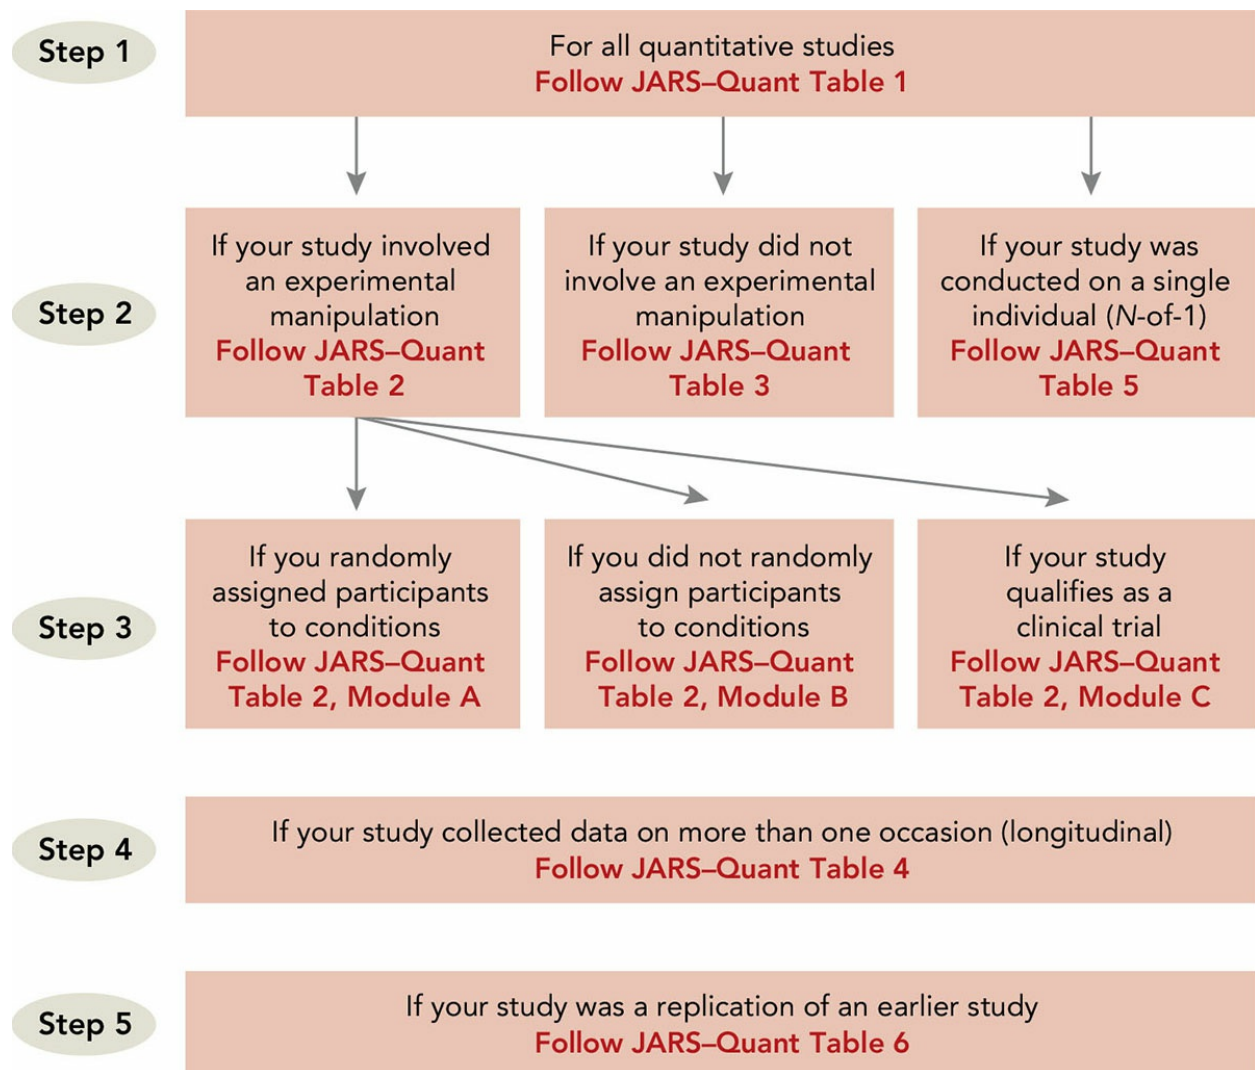 Step 1
For all quantitative studies
Follow JARS–Quant Table 1
Step 2
If your study involved
an experimental
manipulation
Follow JARS–Quant
Table 2
If your study did not
involve an experimental
manipulation
Follow JARS–Quant
Table 3
If your study was
conducted on a single
individual (N-of-1)
Follow JARS–Quant
Table 5
Step 3
If you randomly
assigned participants
to conditions
Follow JARS–Quant
Table 2, Module A
If you did not randomly
assign participants
to conditions
Follow JARS–Quant
Table 2, Module B
If your study
qualifies as a
clinical trial
Follow JARS–Quant
Table 2, Module C
Step 4
If your study collected data on more than one occasion (longitudinal)
Follow JARS–Quant Table 4
Step 5
If your study was a replication of an earlier study
Follow JARS–Quant Table 6